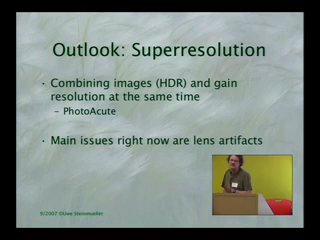 Outlook: Superresolution
• Combining images (HDR) and gain
resolution at the same time
– PhotoAcute
• Main issues right now are lens artifacts
9/2007 ©Uwe Steinmueller